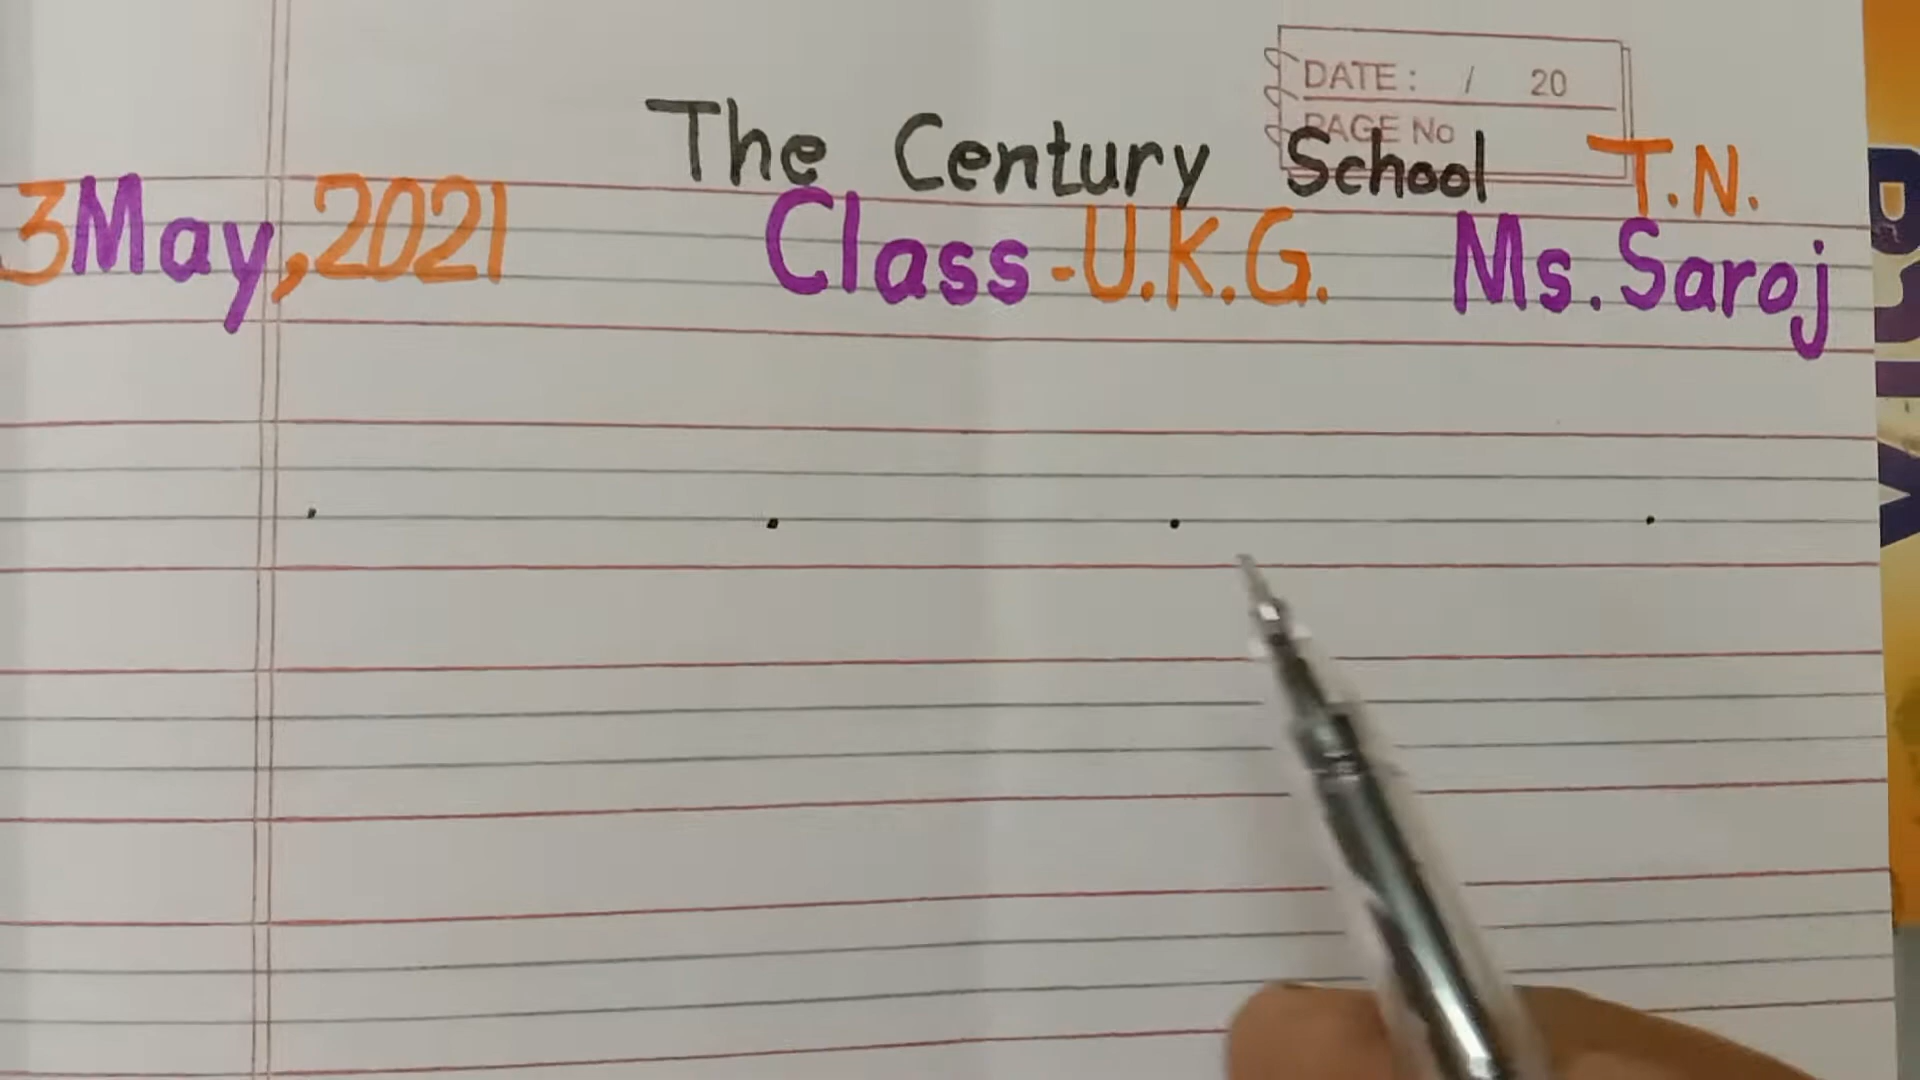 DATE : / 20
PAGE No
The Century School T.N.
3May,2021 Class-U.K.G. Ms.Saroj